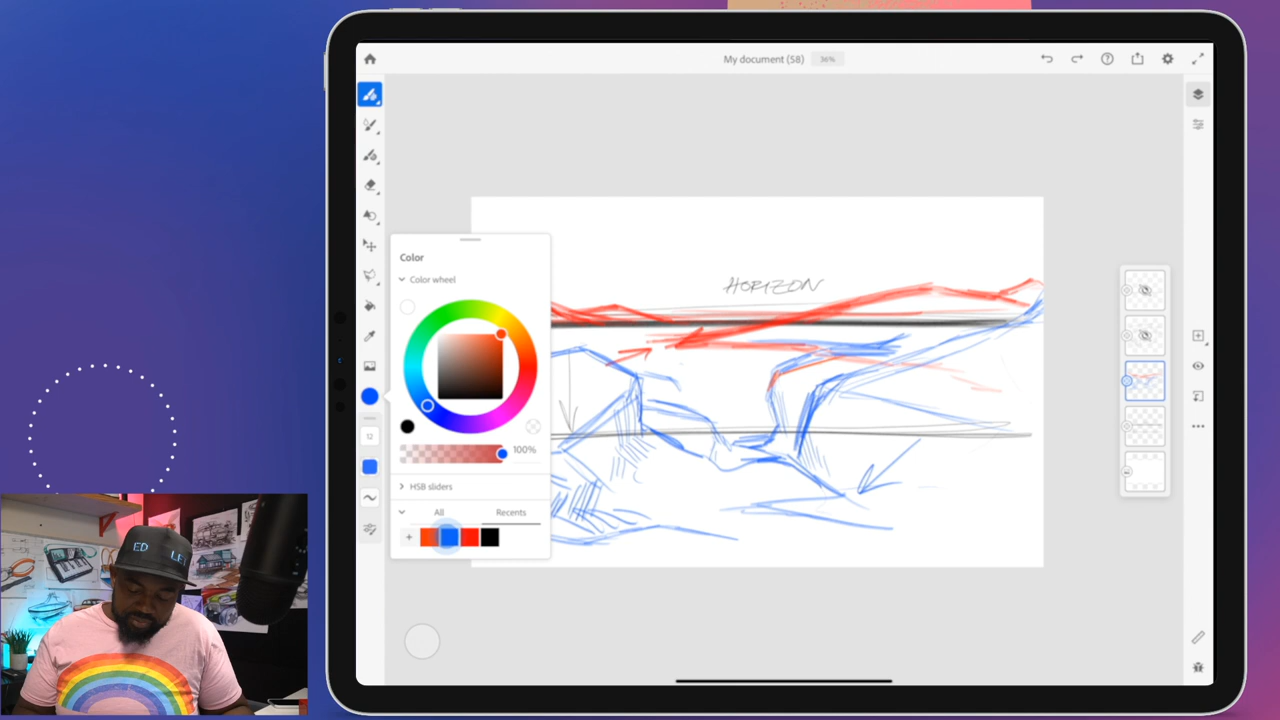 My document (58) 36%
Color
Color wheel
HORIZON
100%
HSB sliders
All Recents
12
ED LE